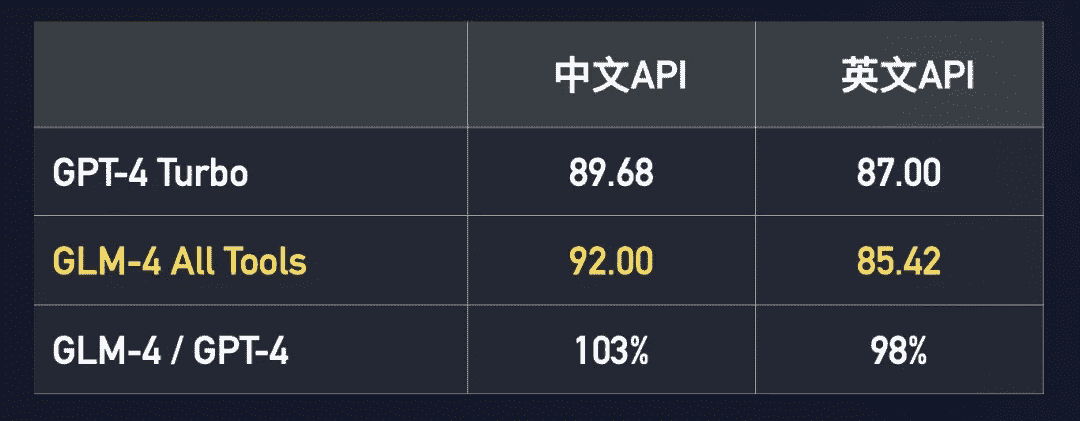 中文API 英文API
GPT-4 Turbo 89.68 87.00
GLM-4 All Tools 92.00 85.42
GLM-4 / GPT-4 103% 98%